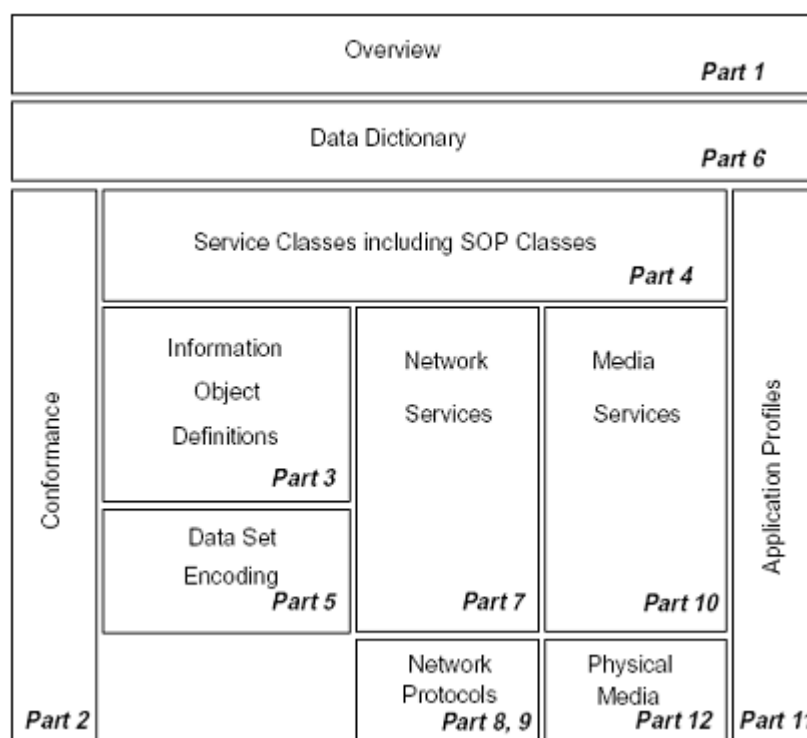 Overview
Part 1
Data Dictionary
Part 6
Service Classes including SOP Classes
Part 4
Conformance
Part 2
Information
Object
Definitions
Part 3
Data Set
Encoding
Part 5
Network
Services
Part 7
Media
Services
Part 10
Network
Protocols
Part 8, 9
Physical
Media
Part 12
Application Profiles
Part 11